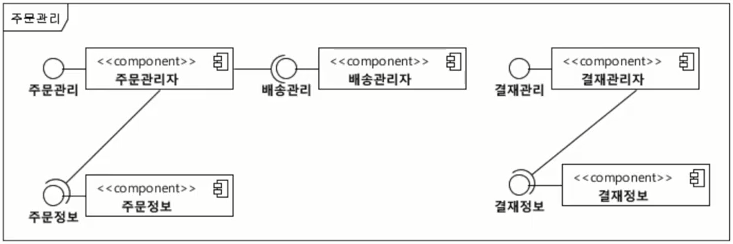 주문관리
<<component>>
주문관리자
주문관리
<<component>>
배송관리자
배송관리
<<component>>
결재관리자
결재관리
<<component>>
주문정보
주문정보
<<component>>
결재정보
결재정보